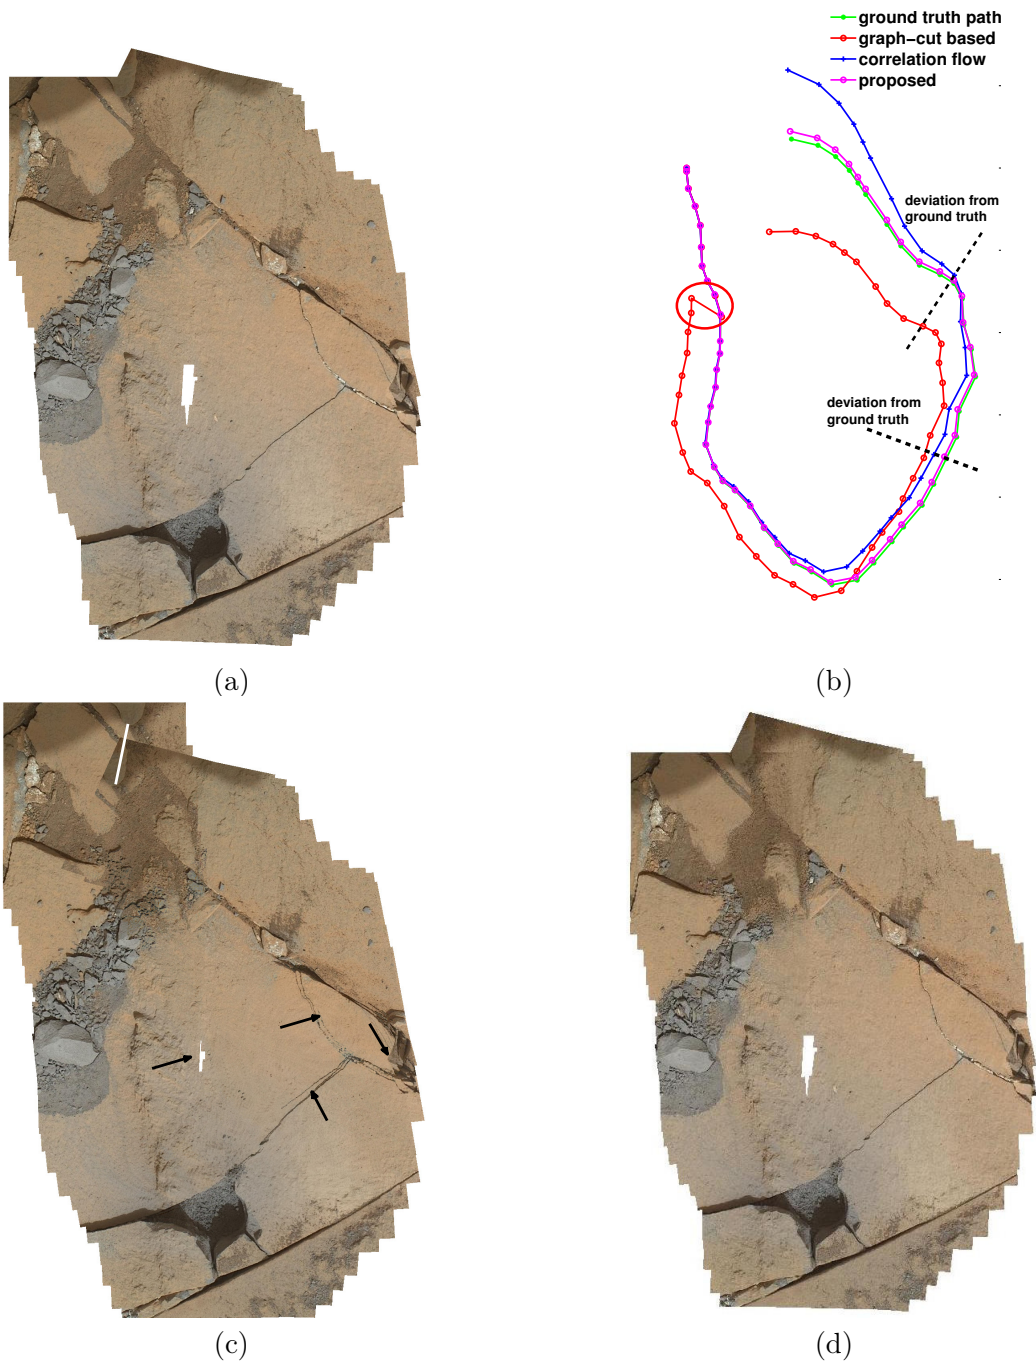 ground truth path
graph−cut based
correlation flow
proposed
deviation from
ground truth
deviation from
ground truth
(a)
(b)
(c)
(d)